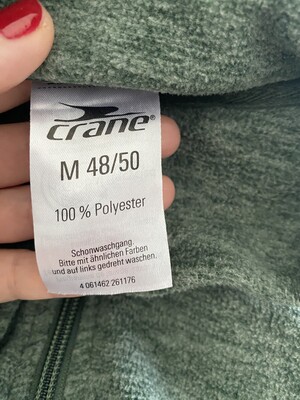 crane®
M 48/50
100 % Polyester
Schonwaschgang.
Bitte mit ähnlichen Farben
und auf links gedreht waschen.
4 061462 261176